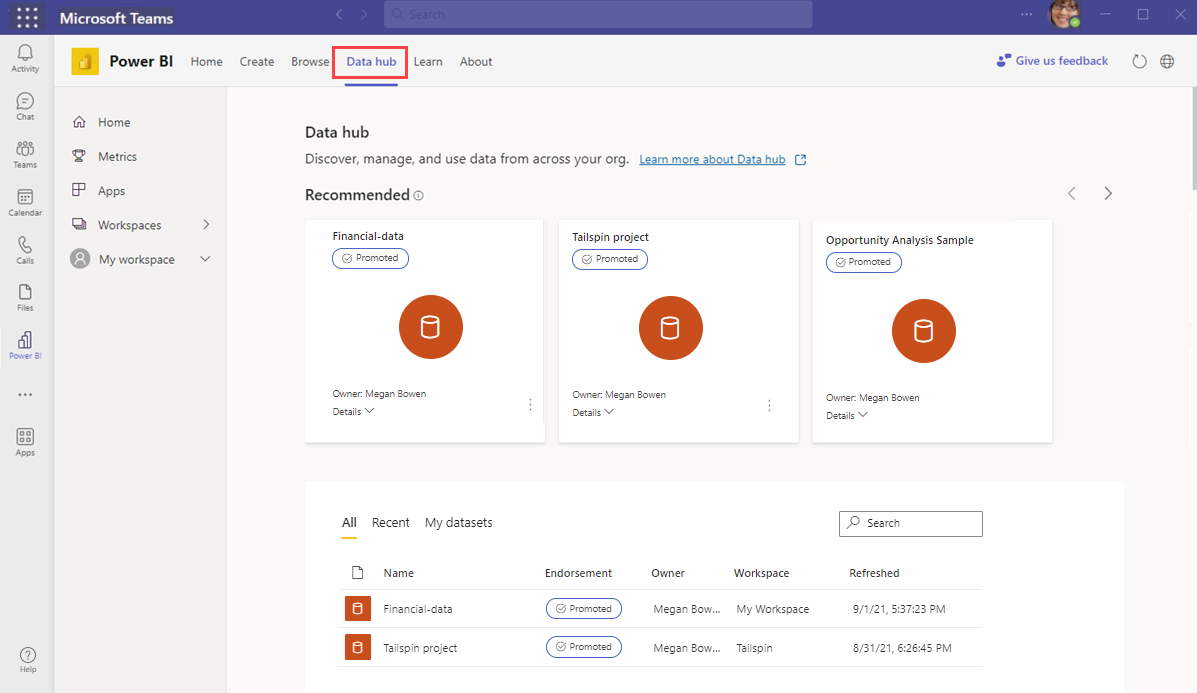 Microsoft Teams
Search
Activity
Chat
Teams
Calendar
Calls
Files
Power BI
Apps
Help
Power BI
Home
Create
Browse
Data hub
Learn
About
Give us feedback
Home
Metrics
Apps
Workspaces
My workspace
Data hub
Discover, manage, and use data from across your org. Learn more about Data hub
Recommended
Financial-data
Promoted
Owner: Megan Bowen
Details
Tailspin project
Promoted
Owner: Megan Bowen
Details
Opportunity Analysis Sample
Promoted
Owner: Megan Bowen
Details
All Recent My datasets
Search
Name Endorsement Owner Workspace Refreshed
Financial-data Promoted Megan Bow... My Workspace 9/1/21, 5:37:23 PM
Tailspin project Promoted Megan Bow... Tailspin 8/31/21, 6:26:45 PM